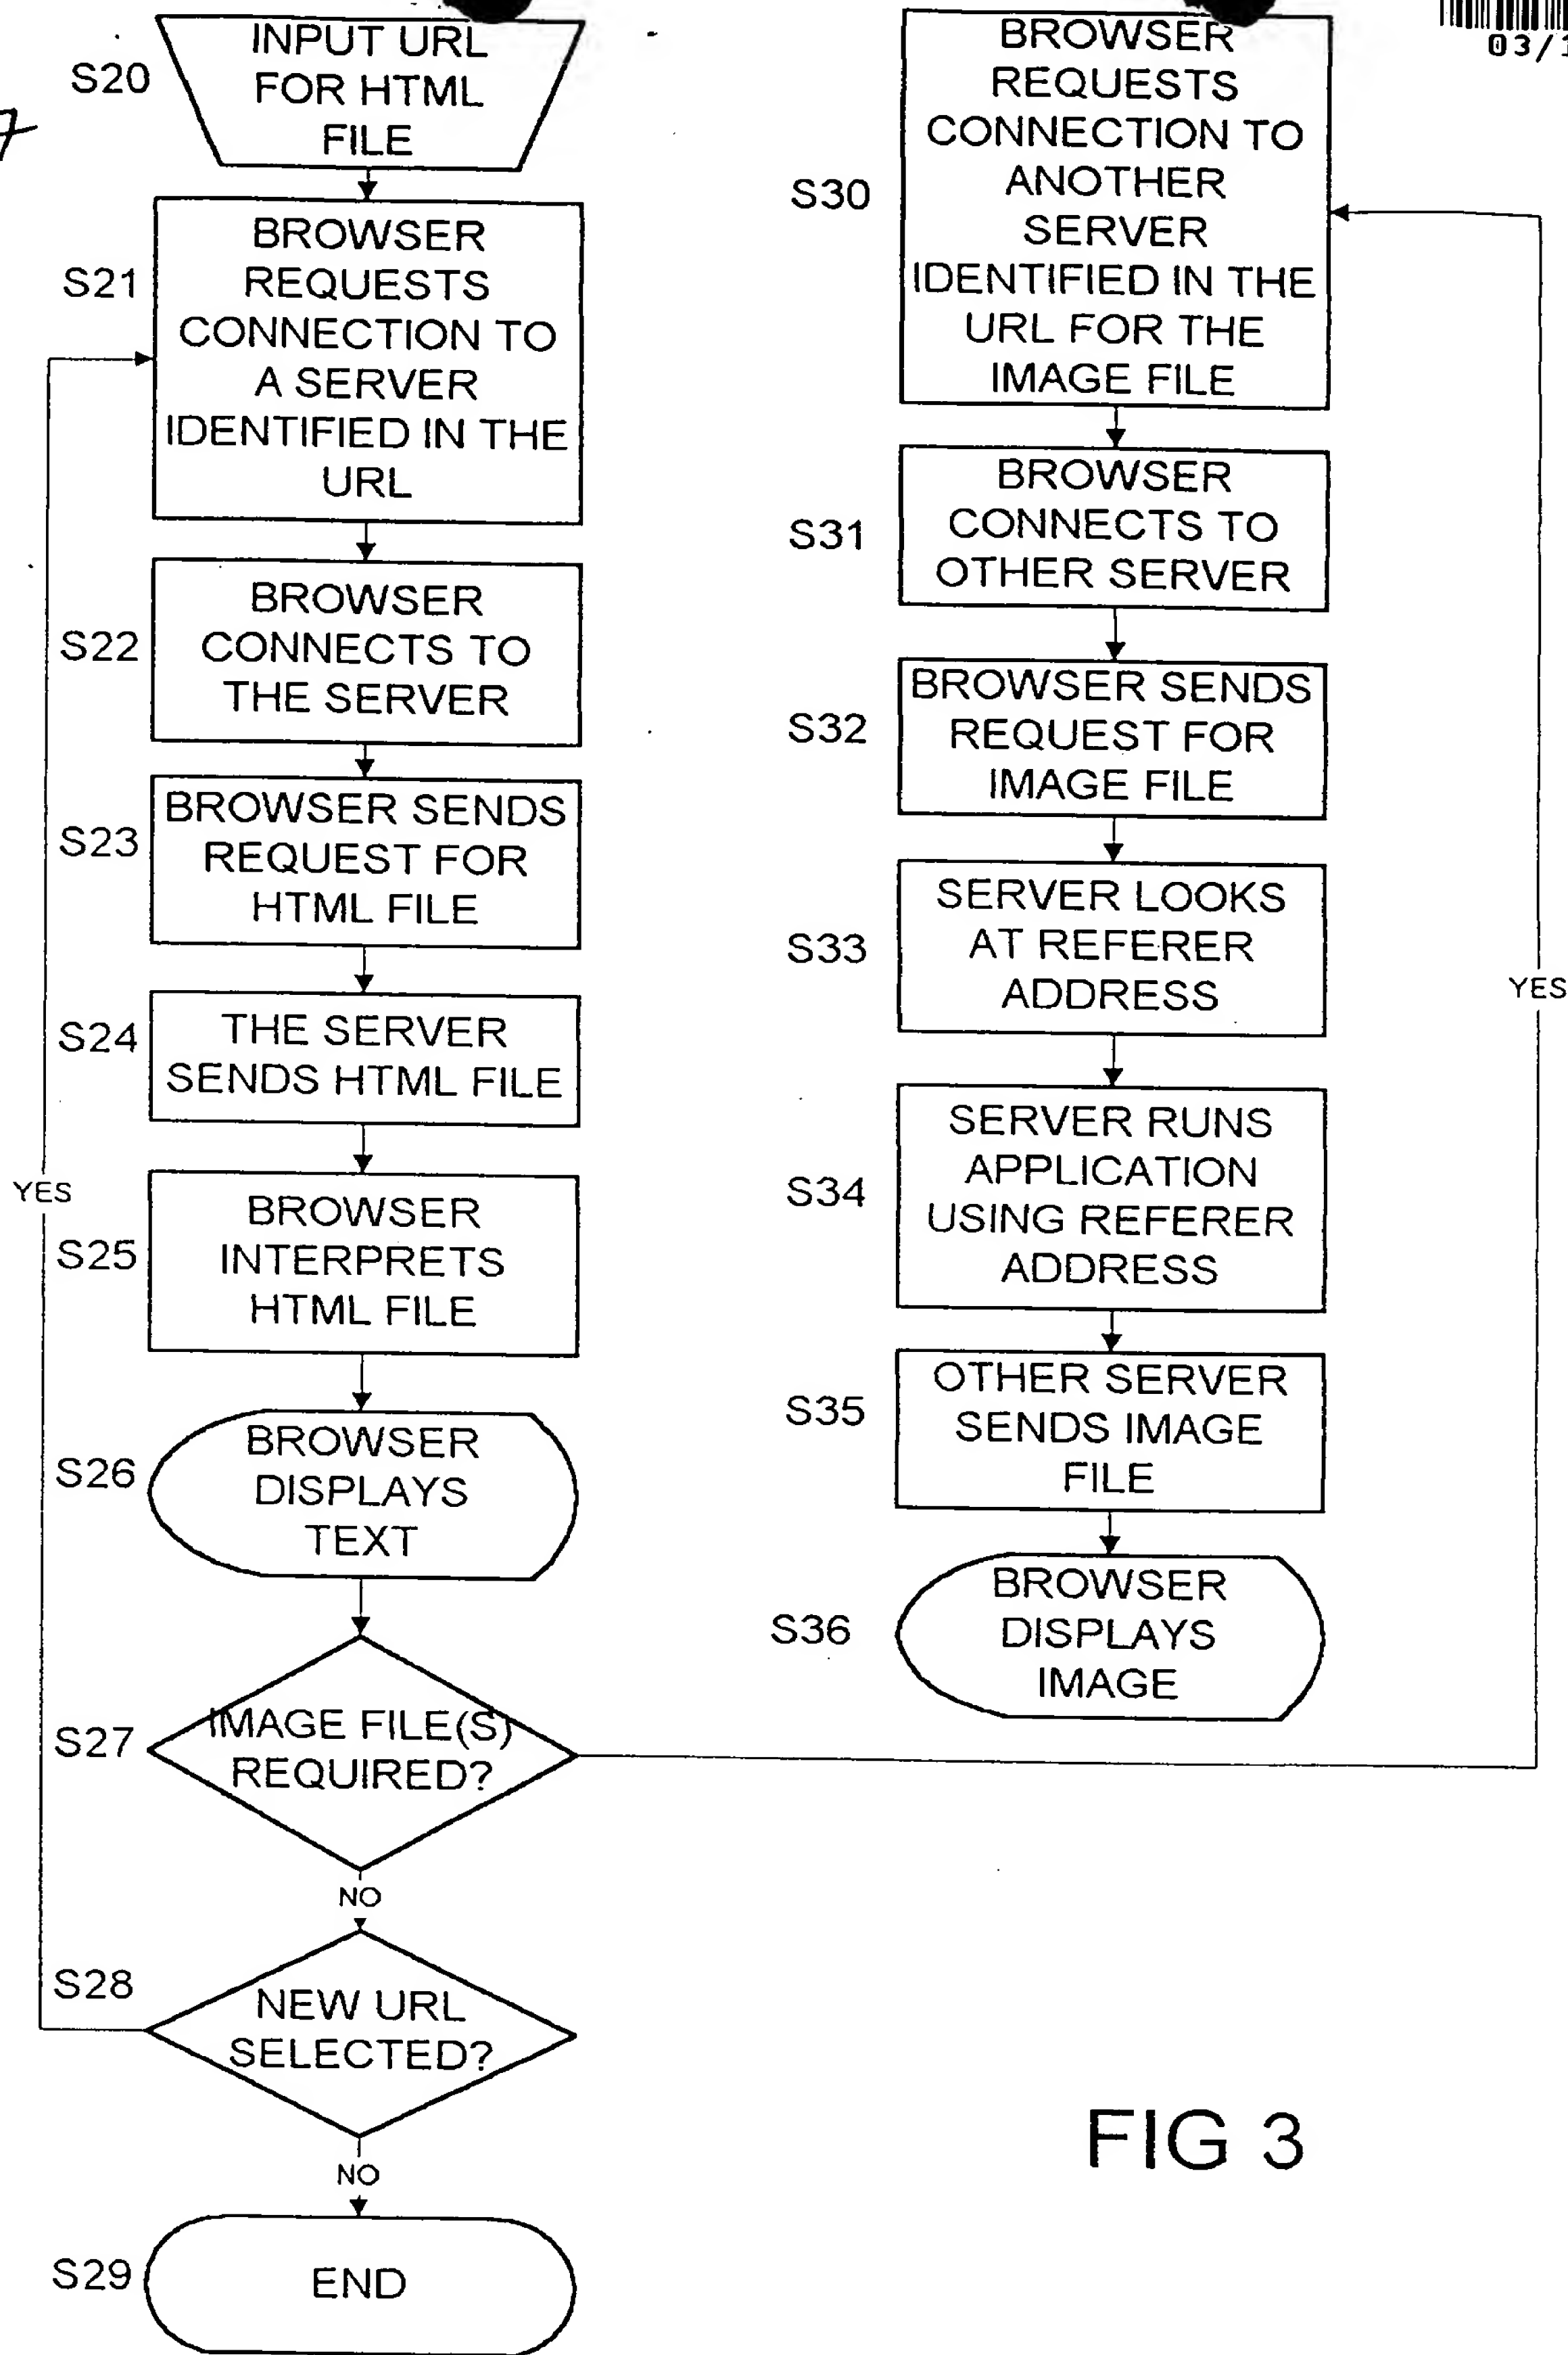 S20
INPUT URL
FOR HTML
FILE
S21
BROWSER
REQUESTS
CONNECTION TO
A SERVER
IDENTIFIED IN THE
URL
S22
BROWSER
CONNECTS TO
THE SERVER
S23
BROWSER SENDS
REQUEST FOR
HTML FILE
S24
THE SERVER
SENDS HTML FILE
YES
S25
BROWSER
INTERPRETS
HTML FILE
S26
BROWSER
DISPLAYS
TEXT
S27
IMAGE FILE(S)
REQUIRED?
NO
S28
NEW URL
SELECTED?
NO
S29
END
S30
BROWSER
REQUESTS
CONNECTION TO
ANOTHER
SERVER
IDENTIFIED IN THE
URL FOR THE
IMAGE FILE
S31
BROWSER
CONNECTS TO
OTHER SERVER
S32
BROWSER SENDS
REQUEST FOR
IMAGE FILE
S33
SERVER LOOKS
AT REFERER
ADDRESS
YES
S34
SERVER RUNS
APPLICATION
USING REFERER
ADDRESS
S35
OTHER SERVER
SENDS IMAGE
FILE
S36
BROWSER
DISPLAYS
IMAGE
FIG 3
7